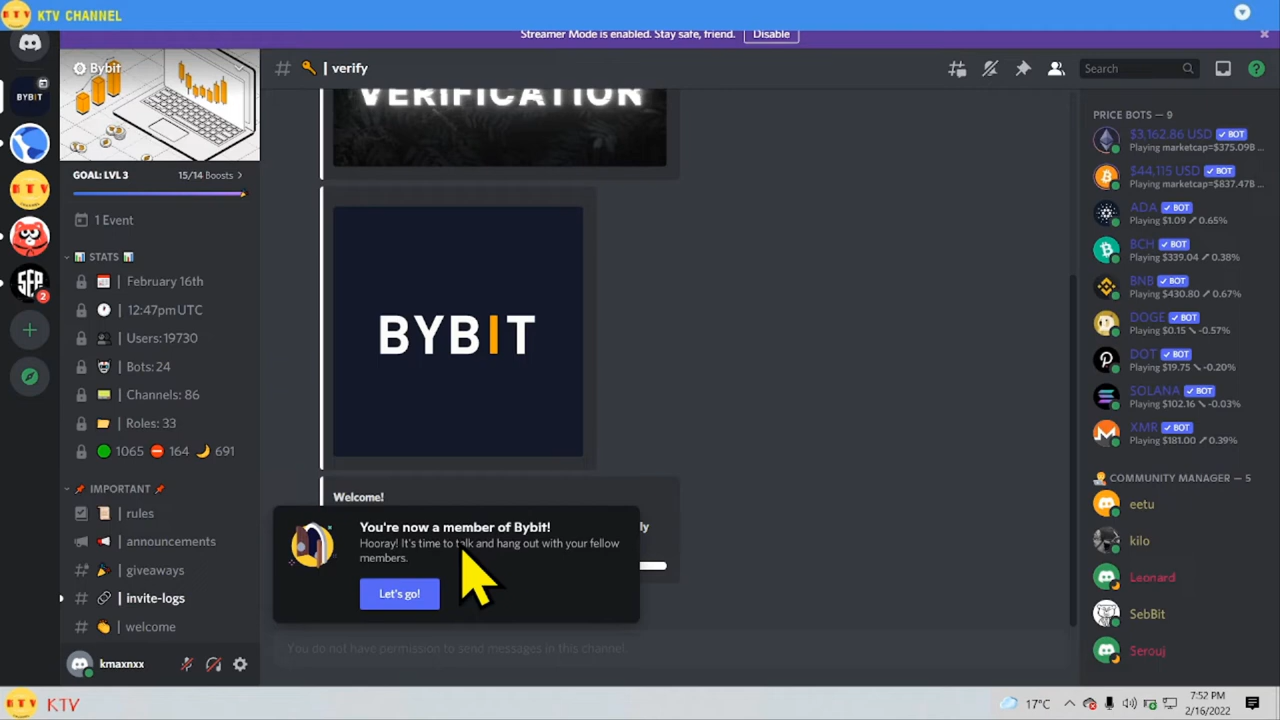 KTV CHANNEL
Streamer Mode is enabled. Stay safe, friend.
Disable
BYBIT
Bybit
GOAL: LVL 3
15/14 Boosts
1 Event
STATS
| February 16th
| 12:47pm UTC
| Users: 19730
| Bots: 24
| Channels: 86
| Roles: 33
1065 164 691
IMPORTANT
| rules
| announcements
| giveaways
| invite-logs
| welcome
kmaxnxx
SFP
2
| verify
Search
VERIFICATION
BYBIT
Welcome!
You're now a member of Bybit!
Hooray! It's time to talk and hang out with your fellow
members.
Let's go!
You do not have permission to send messages in this channel.
PRICE BOTS — 9
$3,162.86 USD BOT
Playing marketcap=$375.09B ...
$44,115 USD BOT
Playing marketcap=$837.47B ...
ADA BOT
Playing $1.09 0.65%
BCH BOT
Playing $339.04 0.38%
BNB BOT
Playing $430.80 0.67%
DOGE BOT
Playing $0.15 -0.57%
DOT BOT
Playing $19.75 -0.20%
SOLANA BOT
Playing $102.16 -0.03%
XMR BOT
Playing $181.00 0.39%
COMMUNITY MANAGER — 5
eetu
kilo
Leonard
SebBit
Serouj
KTV
17°C
7:52 PM
2/16/2022